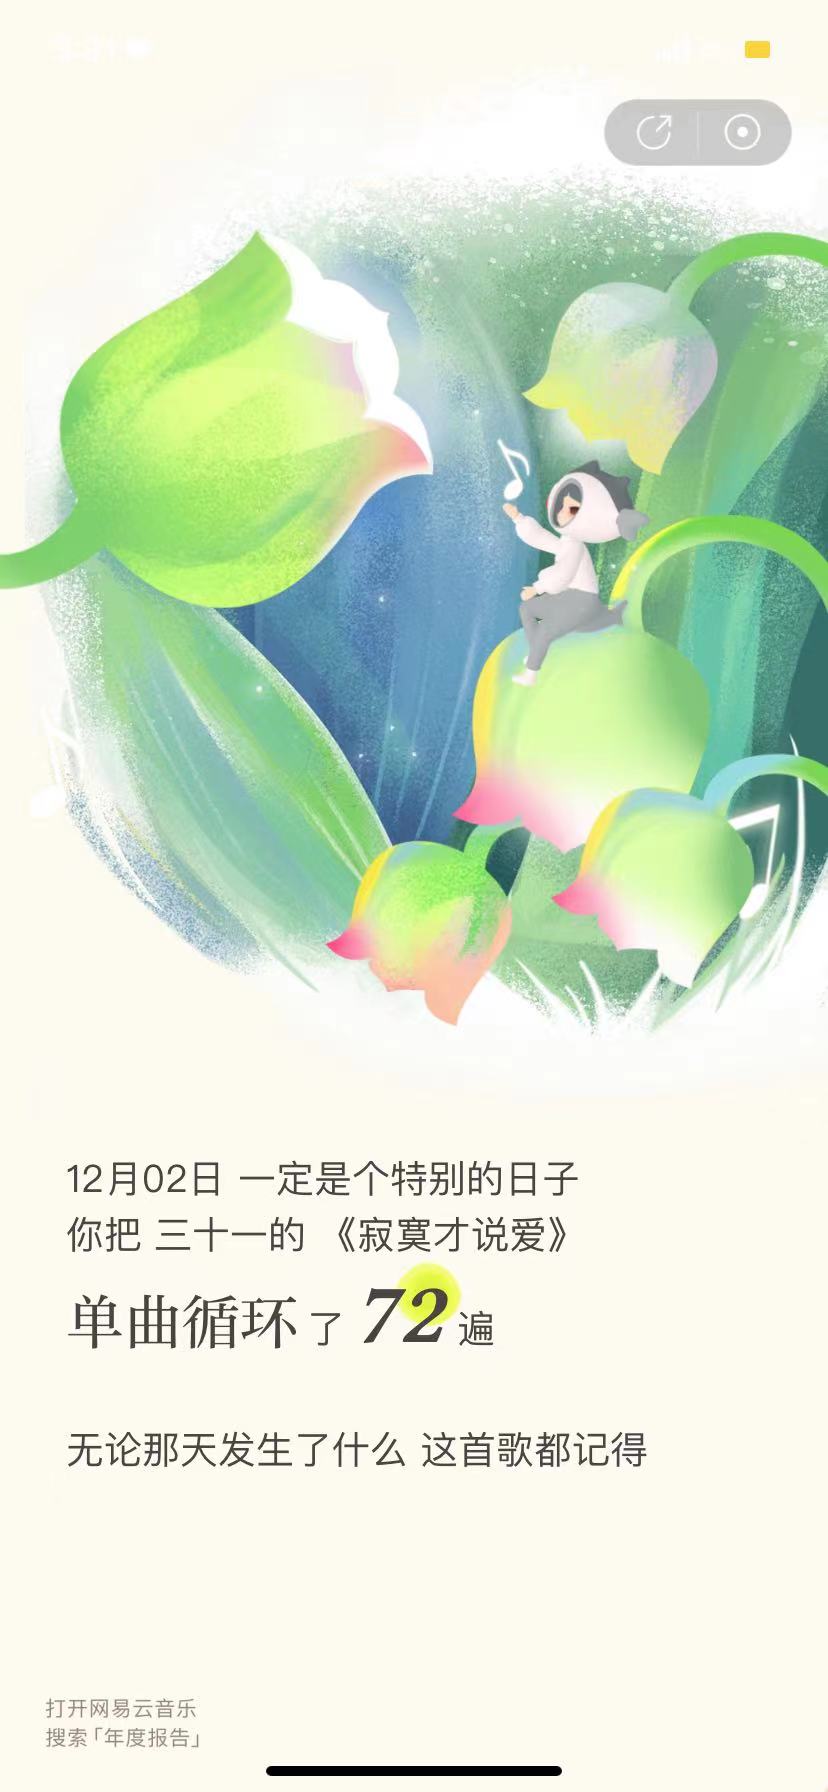 12月02日 一定是个特别的日子
你把 三十一的 《寂寞才说爱》
单曲循环了 72 遍
无论那天发生了什么 这首歌都记得
打开网易云音乐
搜索「年度报告」